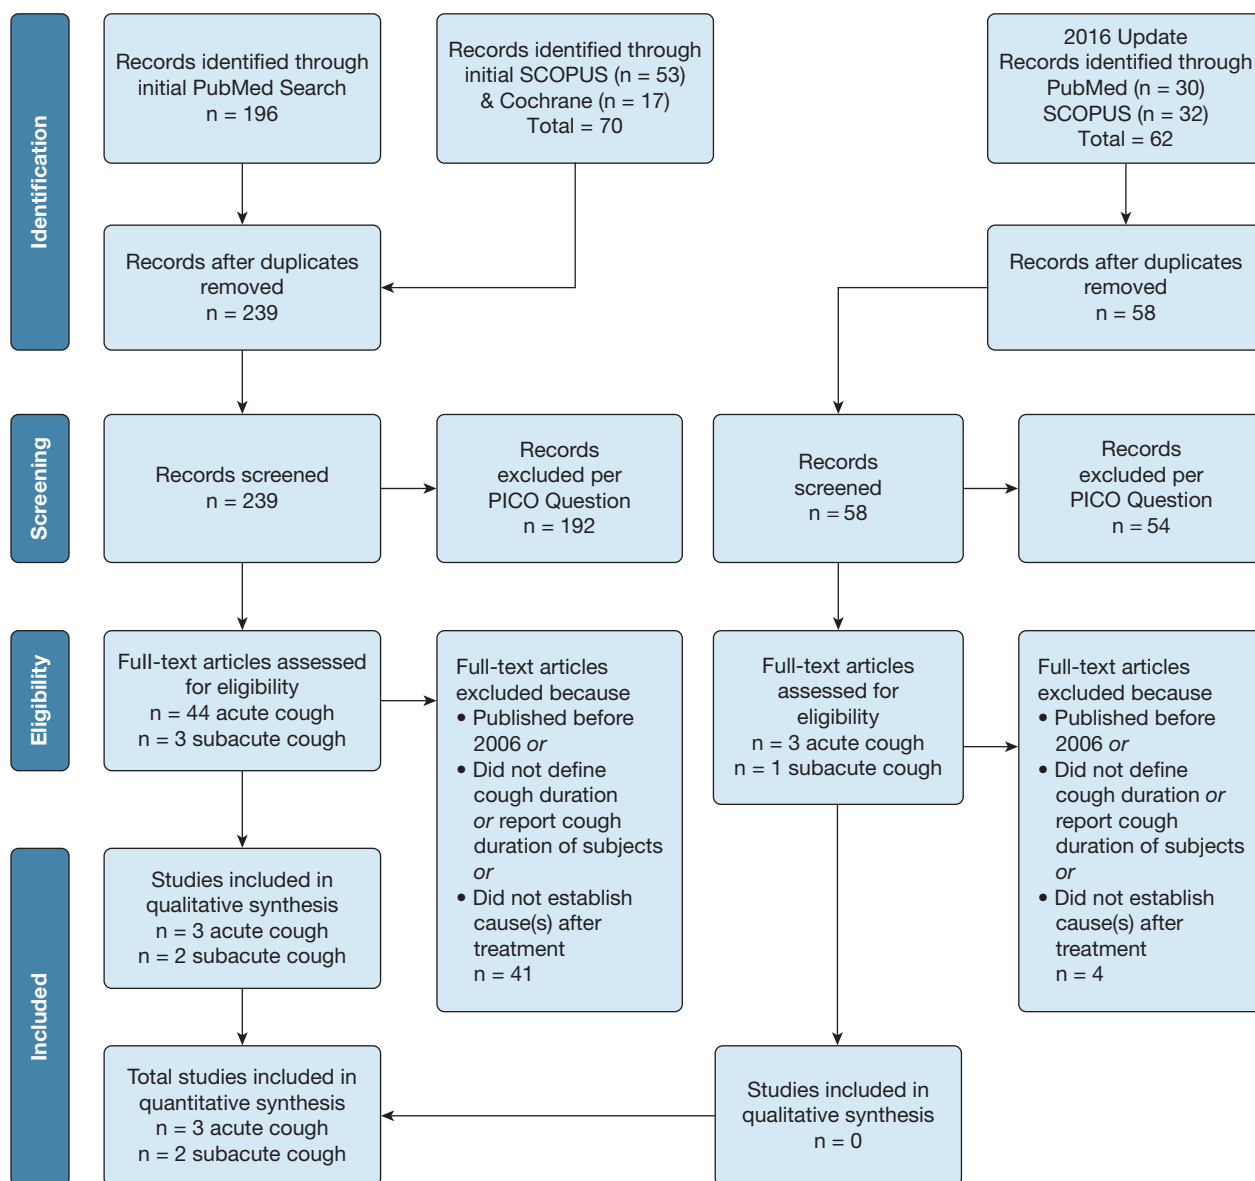 Identification
Records identified through
initial PubMed Search
n = 196
Records identified through
initial SCOPUS (n = 53)
& Cochrane (n = 17)
Total = 70
2016 Update
Records identified through
PubMed (n = 30)
SCOPUS (n = 32)
Total = 62
Records after duplicates
removed
n = 239
Records after duplicates
removed
n = 58
Screening
Records screened
n = 239
Records
excluded per
PICO Question
n = 192
Records
screened
n = 58
Records
excluded per
PICO Question
n = 54
Eligibility
Full-text articles assessed
for eligibility
n = 44 acute cough
n = 3 subacute cough
Full-text articles
excluded because
• Published before
2006 or
• Did not define
cough duration
or report cough
duration of subjects
or
• Did not establish
cause(s) after
treatment
n = 41
Full-text articles
assessed for
eligibility
n = 3 acute cough
n = 1 subacute cough
Full-text articles
excluded because
• Published before
2006 or
• Did not define
cough duration or
report cough
duration of subjects
or
• Did not establish
cause(s) after
treatment
n = 4
Included
Studies included in
qualitative synthesis
n = 3 acute cough
n = 2 subacute cough
Total studies included in
quantitative synthesis
n = 3 acute cough
n = 2 subacute cough
Studies included in
qualitative synthesis
n = 0